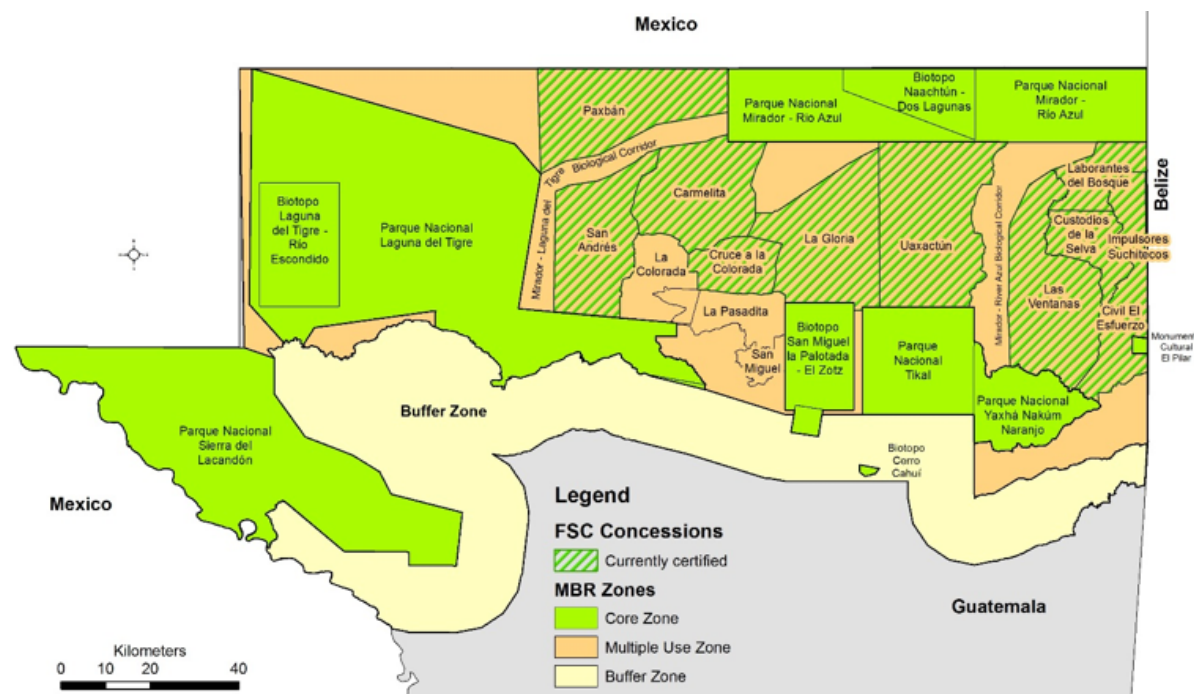 Mexico
Paxbán
Parque Nacional
Mirador - Río Azul
Biotopo
Naachtún -
Dos Lagunas
Parque Nacional
Mirador -
Río Azul
Belize
Mirador - Laguna del
Tigre
Biological Corridor
Carmelita
Laborantes
del Bosque
Biotopo
Laguna
del Tigre -
Río
Escondido
Parque Nacional
Laguna del Tigre
San
Andrés
La
Colorada
Cruce a la
Colorada
La Gloria
Uaxactún
Mirador - River Azul Biological Corridor
Custodios
de la
Selva
Impulsores
Suchitecos
Las
Ventanas
Civil El
Esfuerzo
La Pasadita
San
Miguel
Biotopo
San Miguel
la Palotada
- El Zotz
Parque
Nacional
Tikal
Monument
Cultural
El Pilar
Parque Nacional
Yaxhá Nakúm
Naranjo
Buffer Zone
Parque Nacional
Sierra del
Lacandón
Biotopo
Cerro
Cahuí
Mexico
Guatemala
Legend
FSC Concessions
Currently certified
MBR Zones
Core Zone
Multiple Use Zone
Buffer Zone
Kilometers
0 10 20 40